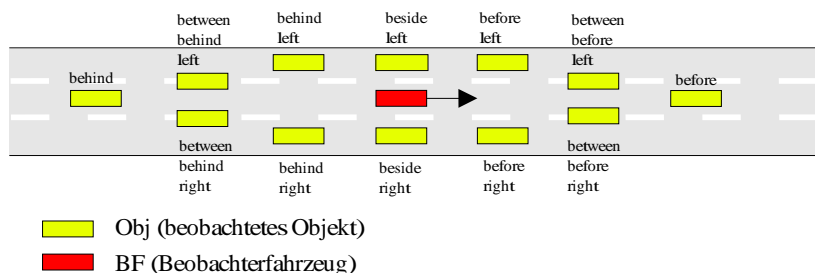 between
behind
left
behind
left
beside
left
before
left
between
before
left
behind
before
between
behind
right
behind
right
beside
right
before
right
between
before
right
Obj (beobachtetes Objekt)
BF (Beobachterfahrzeug)